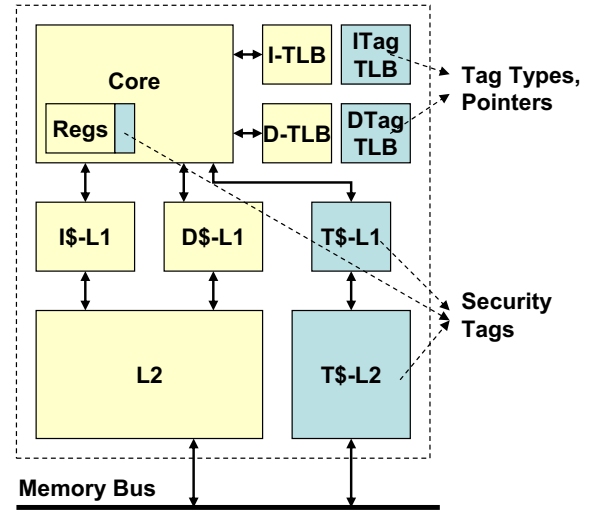 Core
Regs
I-TLB
ITag
TLB
D-TLB
DTag
TLB
Tag Types,
Pointers
I$-L1
D$-L1
T$-L1
Security
Tags
L2
T$-L2
Memory Bus